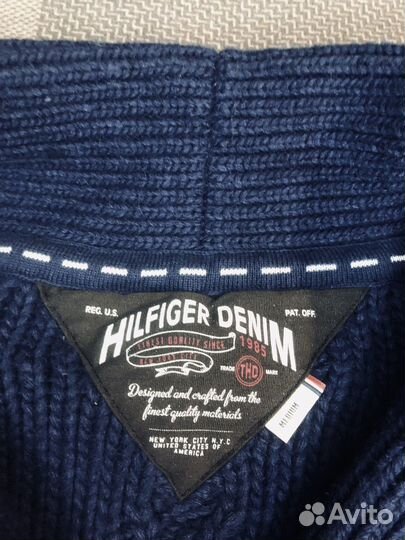 REG. U.S. PAT. OFF.
HILFIGER DENIM
FINEST QUALITY SINCE 1985
NEW YORK CITY
TRADE THD MARK
Designed and crafted from the
finest quality materials
NEW YORK CITY N.Y.C
UNITED STATES OF
AMERICA
MEDIUM
Avito